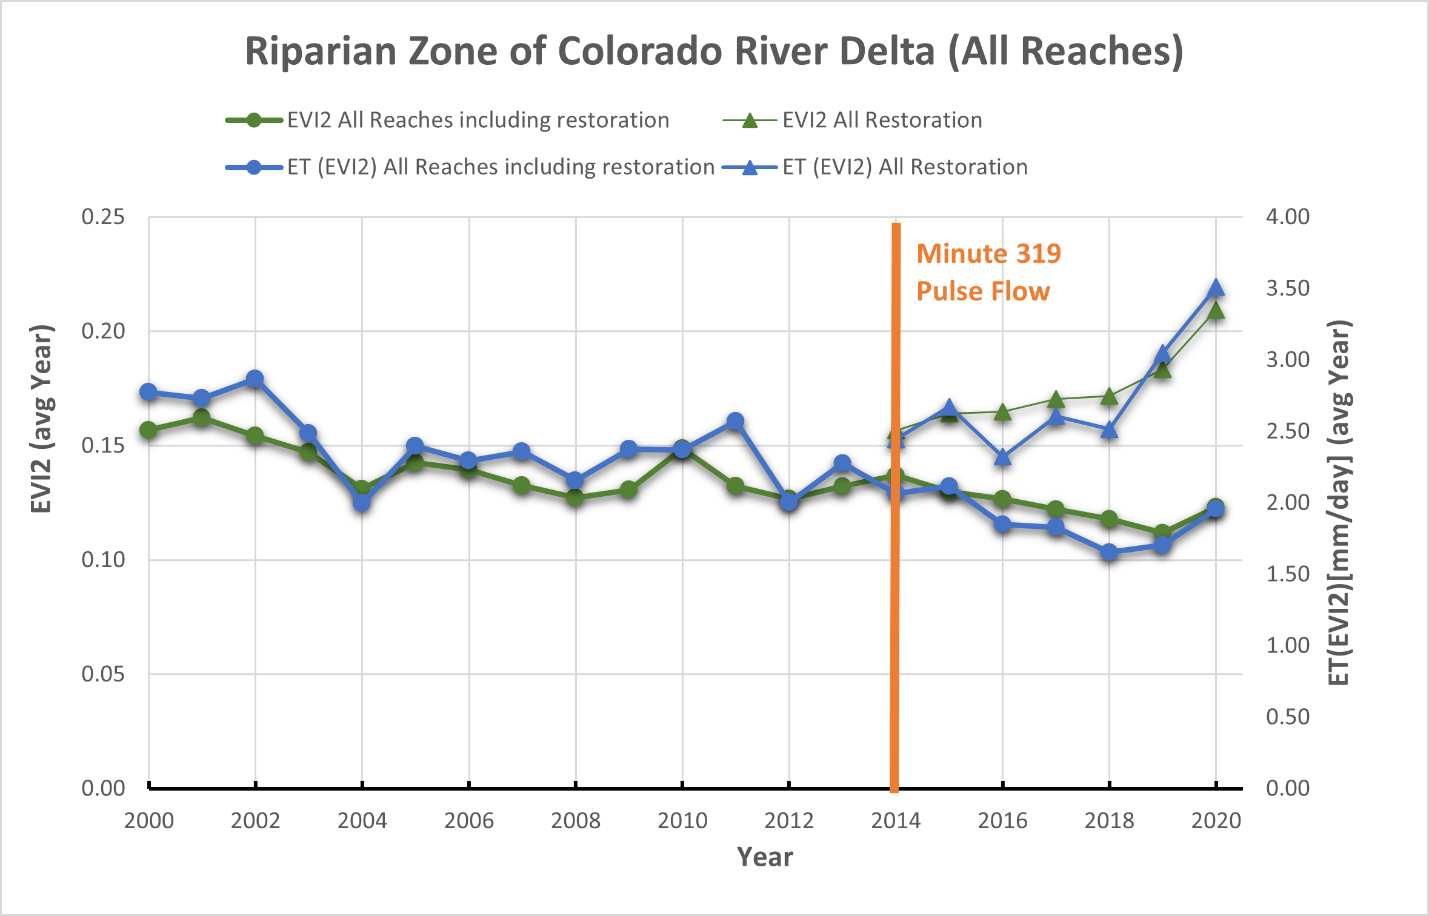 Riparian Zone of Colorado River Delta (All Reaches)
EVI2 All Reaches including restoration
EVI2 All Restoration
ET (EVI2) All Reaches including restoration
ET (EVI2) All Restoration
0.25
0.20
0.15
0.10
0.05
0.00
EVI2 (avg Year)
Minute 319
Pulse Flow
4.00
3.50
3.00
2.50
2.00
1.50
1.00
0.50
0.00
ET(EVI2)[mm/day] (avg Year)
2000 2002 2004 2006 2008 2010 2012 2014 2016 2018 2020
Year